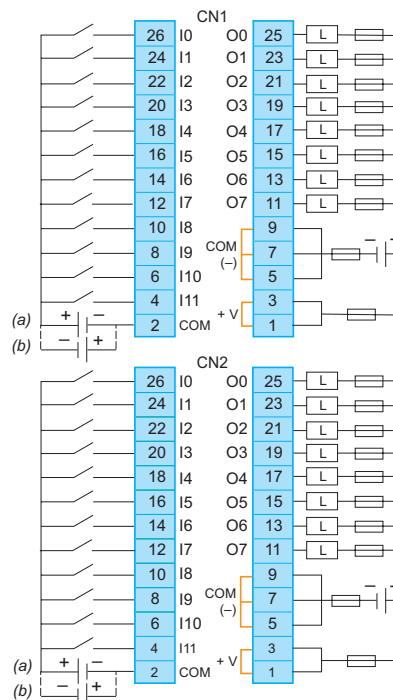 CN1
26 I0 O0 25 L
24 I1 O1 23 L
22 I2 O2 21 L
20 I3 O3 19 L
18 I4 O4 17 L
16 I5 O5 15 L
14 I6 O6 13 L
12 I7 O7 11 L
10 I8 9
8 I9 COM (–) 7 – –
6 I10 5
4 I11 3
(a) + – + V
2 COM 1
(b) – +
CN2
26 I0 O0 25 L
24 I1 O1 23 L
22 I2 O2 21 L
20 I3 O3 19 L
18 I4 O4 17 L
16 I5 O5 15 L
14 I6 O6 13 L
12 I7 O7 11 L
10 I8 9
8 I9 COM (–) 7 – –
6 I10 5
4 I11 3
(a) + – + V
2 COM 1
(b) – +